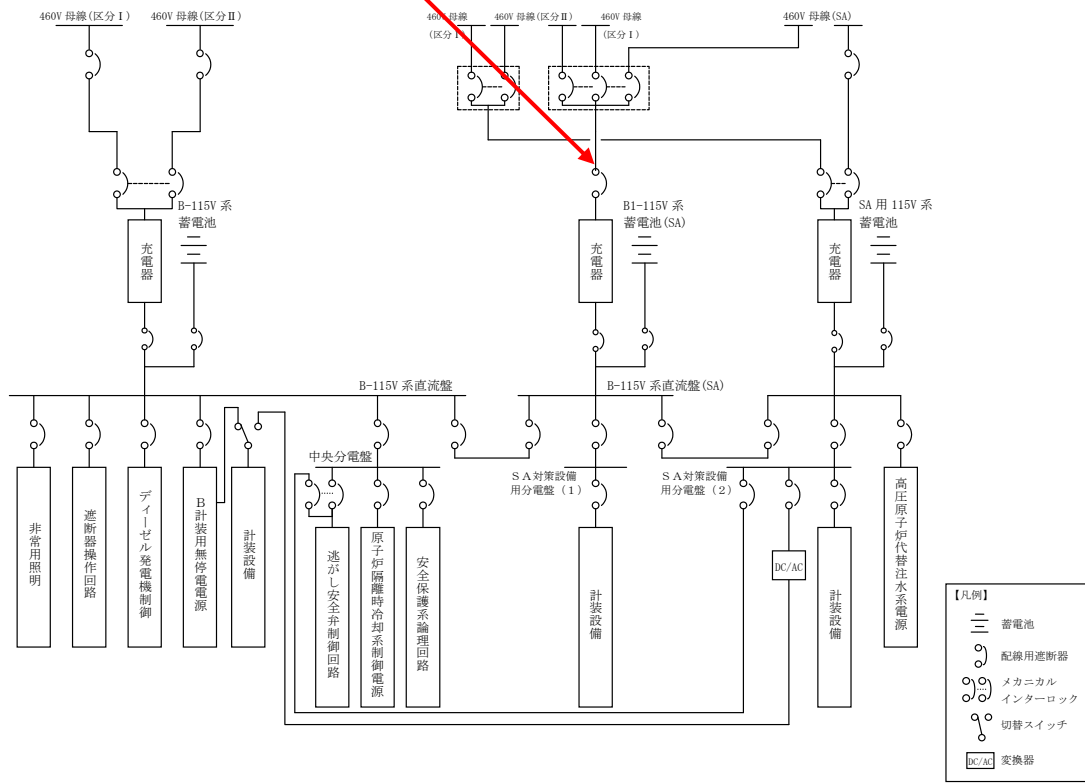 460V 母線(区分Ⅰ)
460V 母線(区分Ⅱ)
460V 母線
(区分Ⅰ)
460V 母線(区分Ⅱ)
460V 母線
(区分Ⅰ)
460V 母線(SA)
B-115V 系
蓄電池
充電器
B1-115V 系
蓄電池(SA)
充電器
SA 用 115V 系
蓄電池
充電器
B-115V 系直流盤
B-115V 系直流盤(SA)
中央分電盤
SA対策設備
用分電盤(1)
SA対策設備
用分電盤(2)
非常用照明
遮断器操作回路
ディーゼル発電機制御
B計装用無停電電源
計装設備
逃がし安全弁制御回路
原子炉隔離時冷却系制御電源
安全保護系論理回路
計装設備
DC/AC
計装設備
高圧原子炉代替注水系電源
【凡例】
蓄電池
配線用遮断器
メカニカル
インターロック
切替スイッチ
DC/AC 変換器